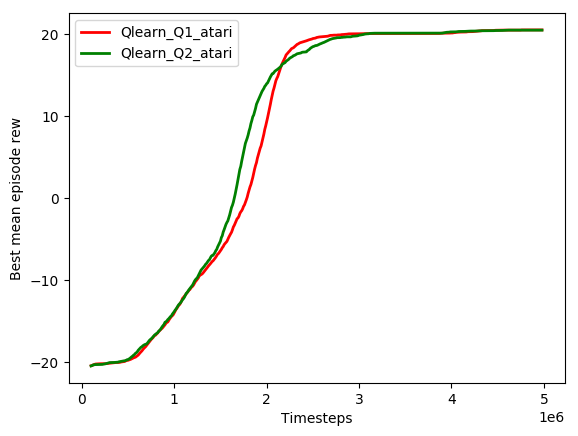 Qlearn_Q1_atari
Qlearn_Q2_atari
Best mean episode rew
20
10
0
−10
−20
0
1
2
3
4
5
1e6
Timesteps